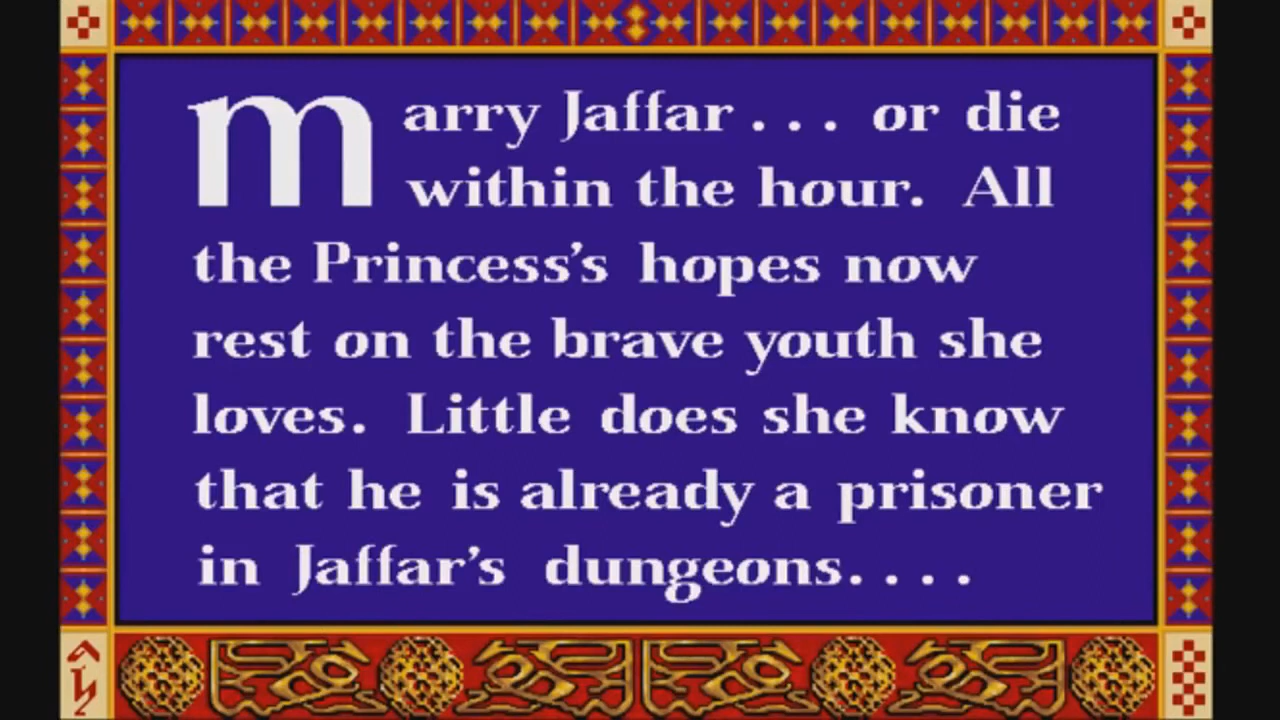 marry Jaffar . . . or die
within the hour. All
the Princess's hopes now
rest on the brave youth she
loves. Little does she know
that he is already a prisoner
in Jaffar's dungeons. . . .